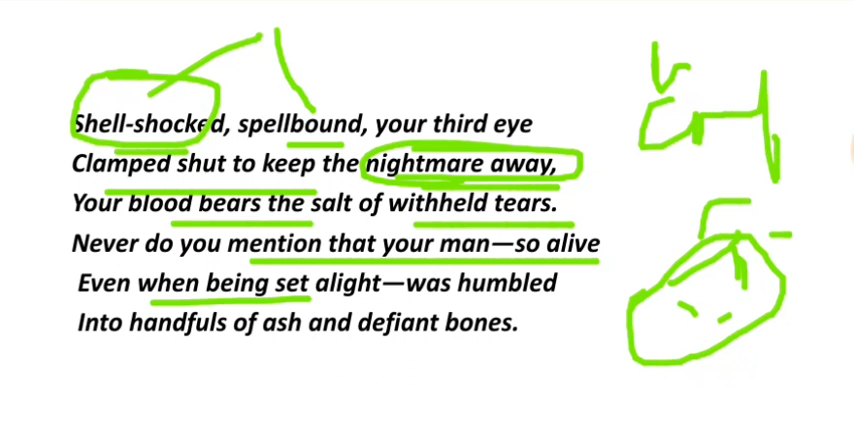 Shell-shocked, spellbound, your third eye
Clamped shut to keep the nightmare away,
Your blood bears the salt of withheld tears.
Never do you mention that your man—so alive
Even when being set alight—was humbled
Into handfuls of ash and defiant bones.